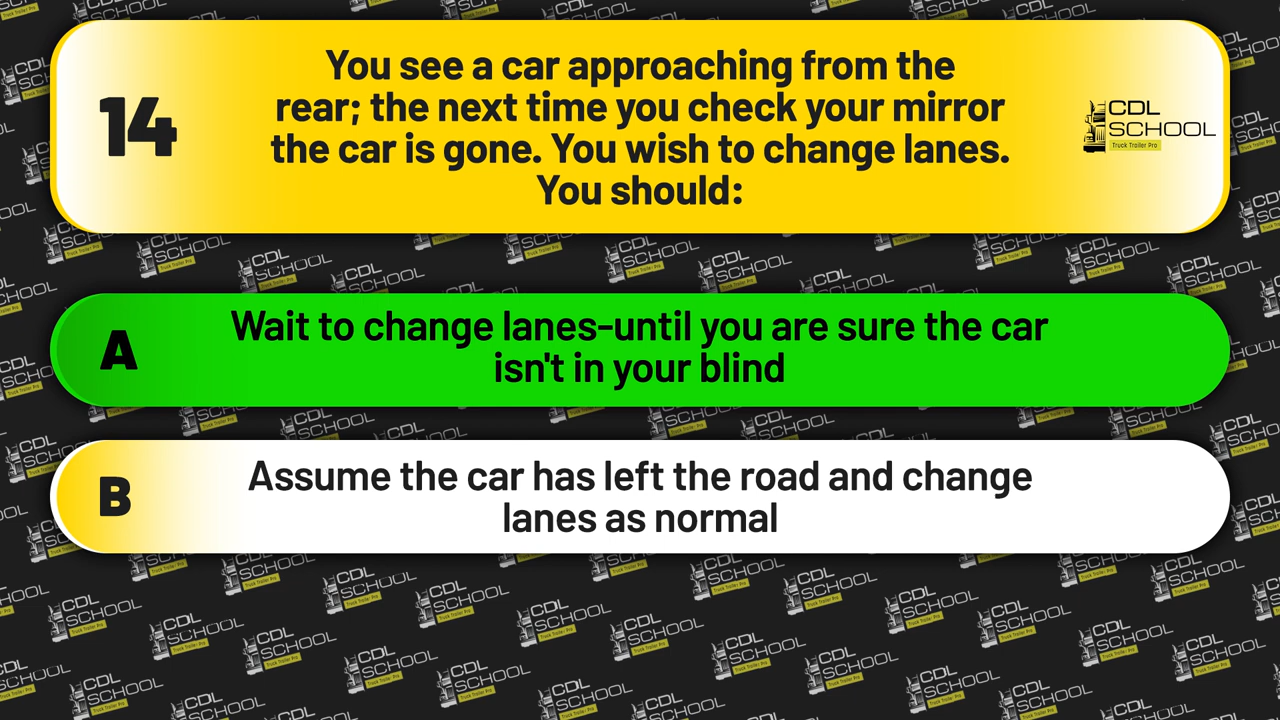 14
You see a car approaching from the
rear; the next time you check your mirror
the car is gone. You wish to change lanes.
You should:
CDL
SCHOOL
Truck Trailer Pro
A
Wait to change lanes-until you are sure the car
isn't in your blind
B
Assume the car has left the road and change
lanes as normal